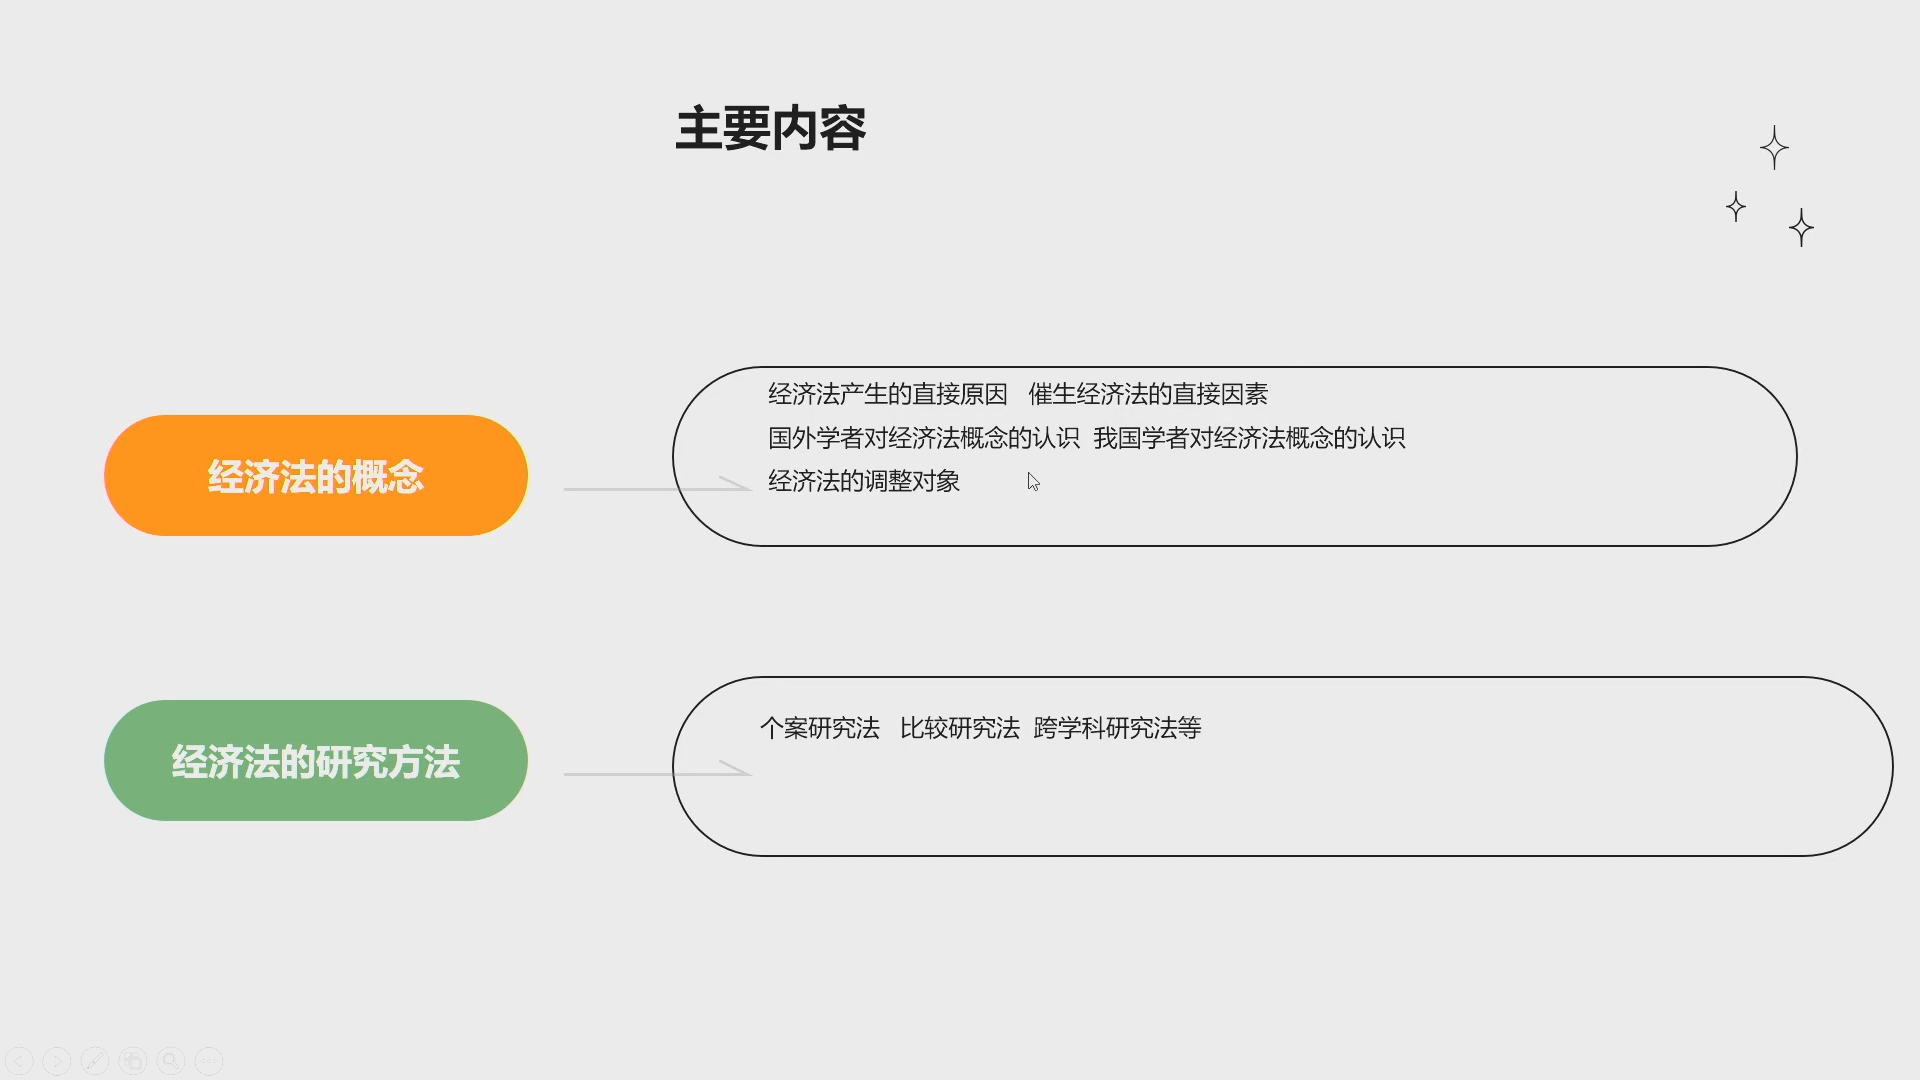 主要内容
经济法的概念
经济法产生的直接原因 催生经济法的直接因素
国外学者对经济法概念的认识 我国学者对经济法概念的认识
经济法的调整对象
经济法的研究方法
个案研究法 比较研究法 跨学科研究法等